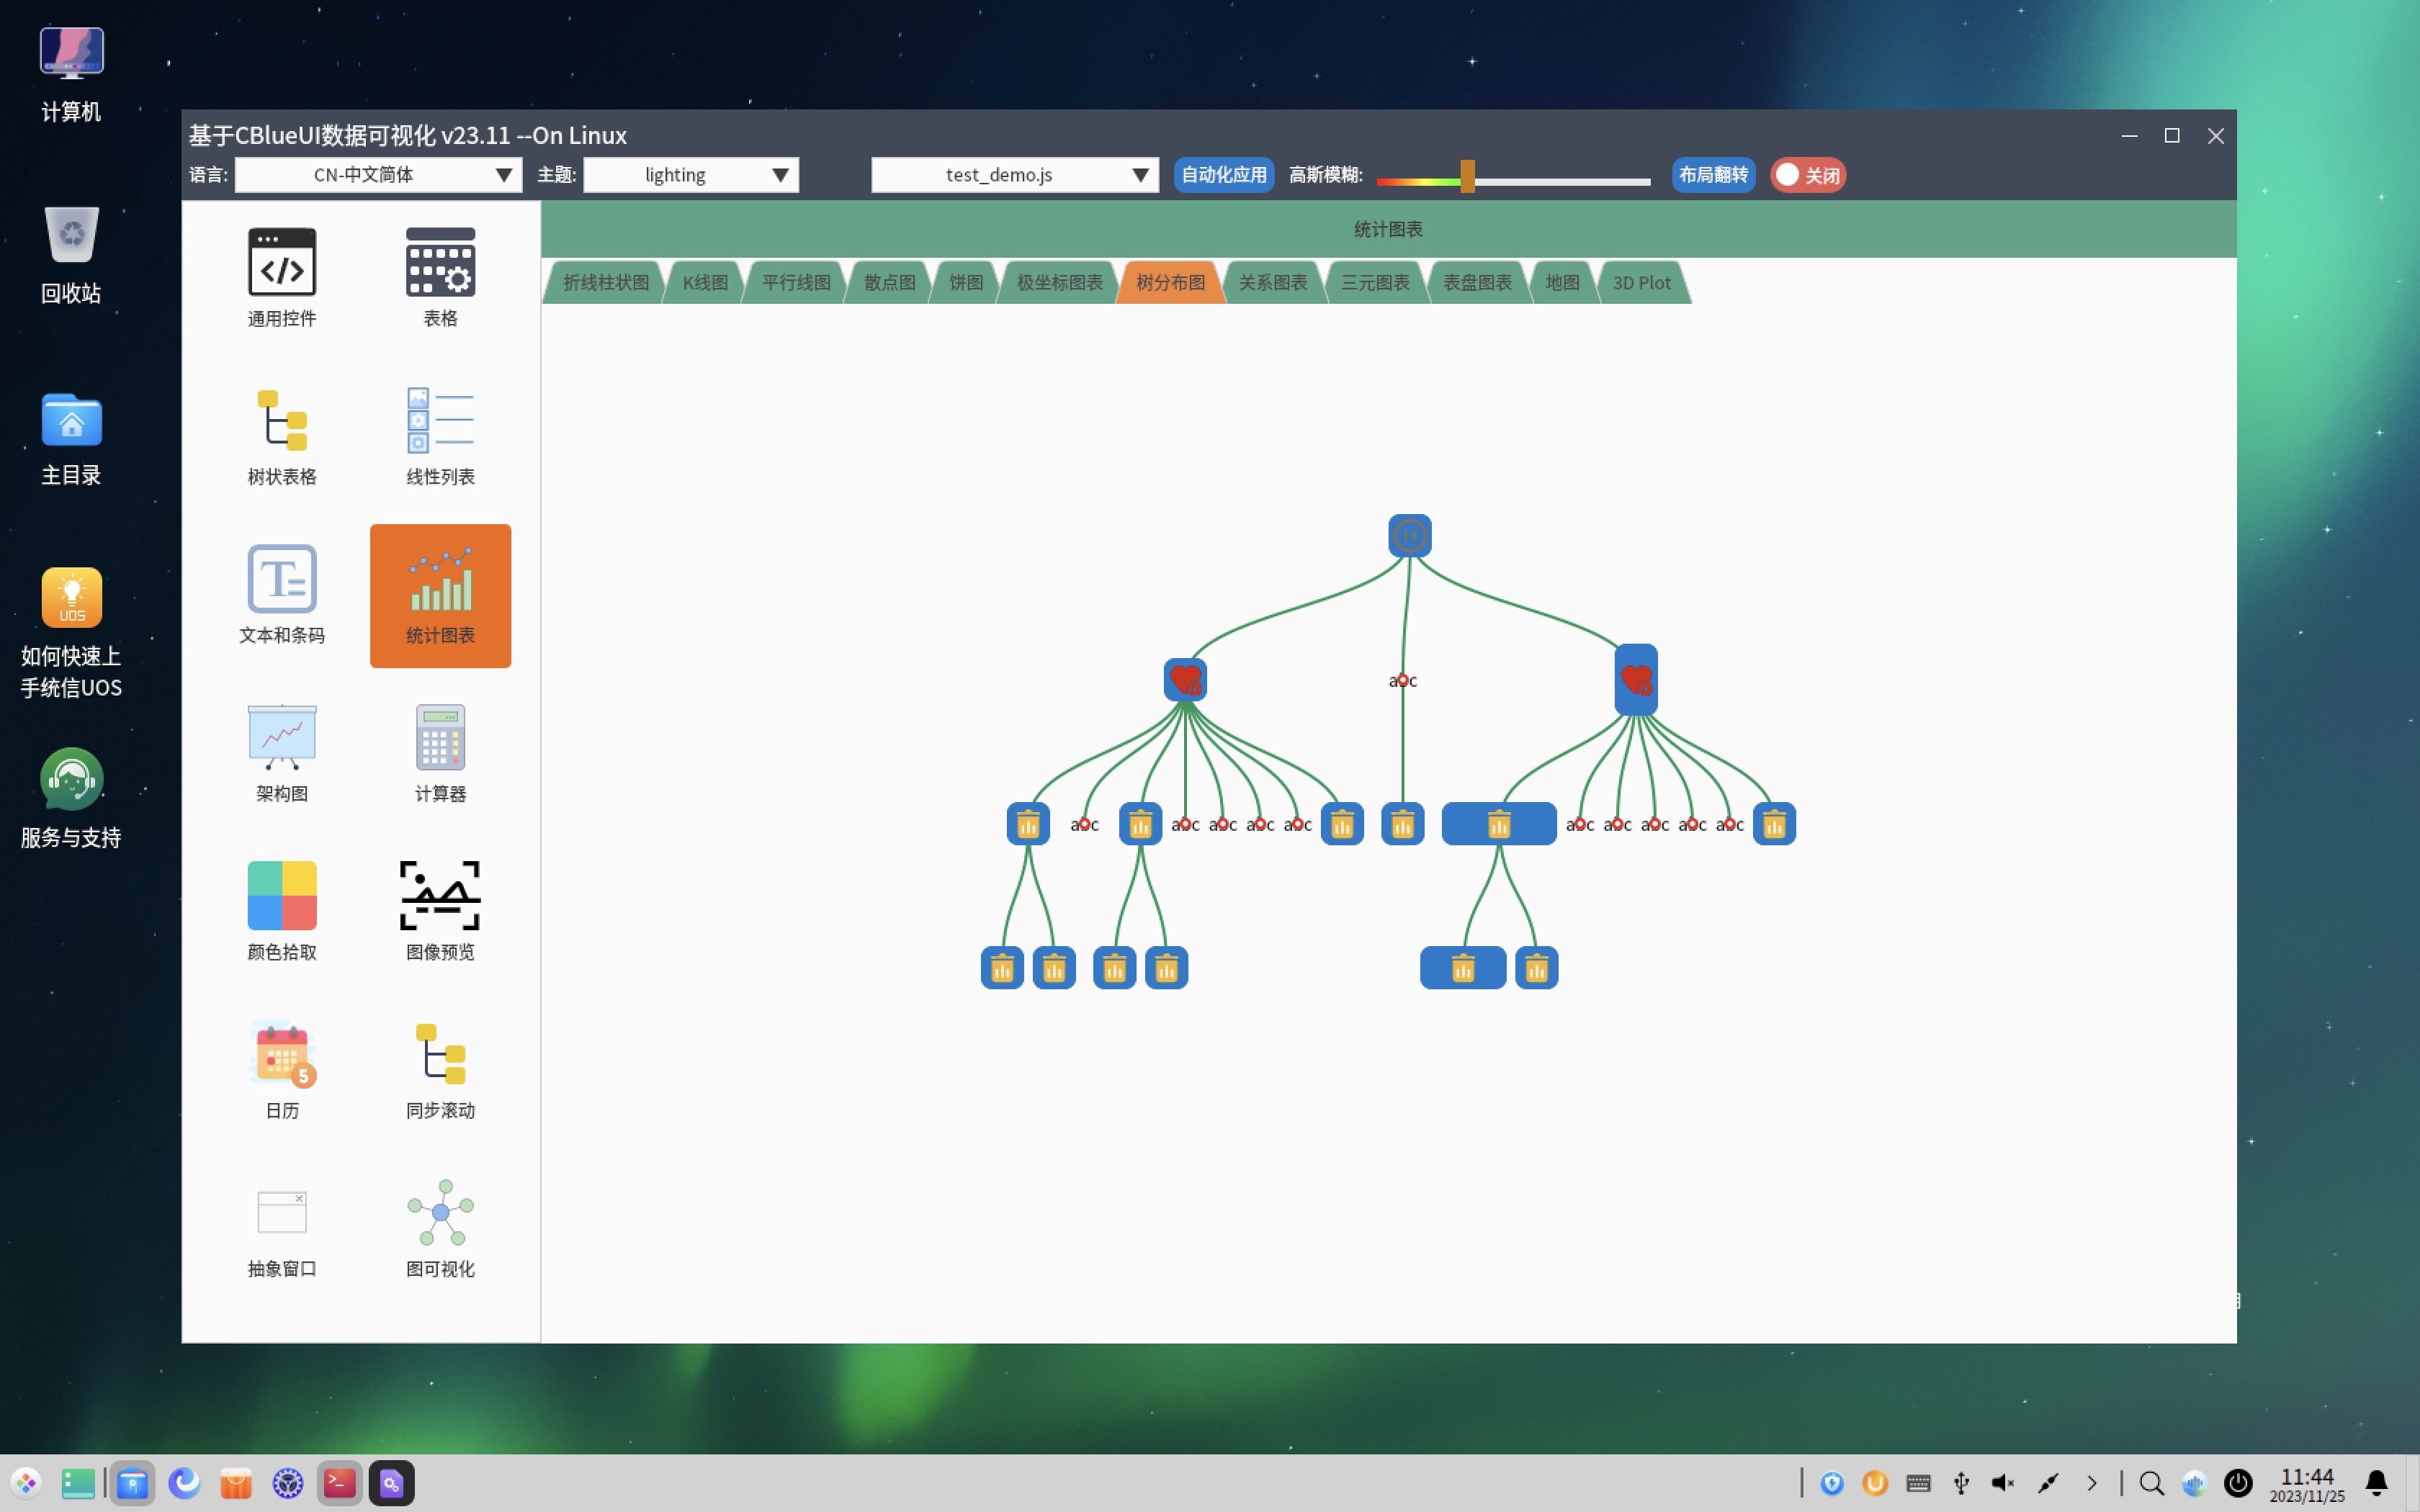 计算机
回收站
主目录
UOS
如何快速上
手统信UOS
服务与支持
基于CBlueUI数据可视化 v23.11 --On Linux
语言: CN-中文简体 主题: lighting test_demo.js 自动化应用 高斯模糊: 布局翻转 关闭
通用控件 表格
树状表格 线性列表
文本和条码 统计图表
架构图 计算器
颜色拾取 图像预览
5
日历 同步滚动
抽象窗口 图可视化
统计图表
折线柱状图 K线图 平行线图 散点图 饼图 极坐标图表 树分布图 关系图表 三元图表 表盘图表 地图 3D Plot
abc
abc abc abc abc abc abc abc abc abc abc
11:44
2023/11/25